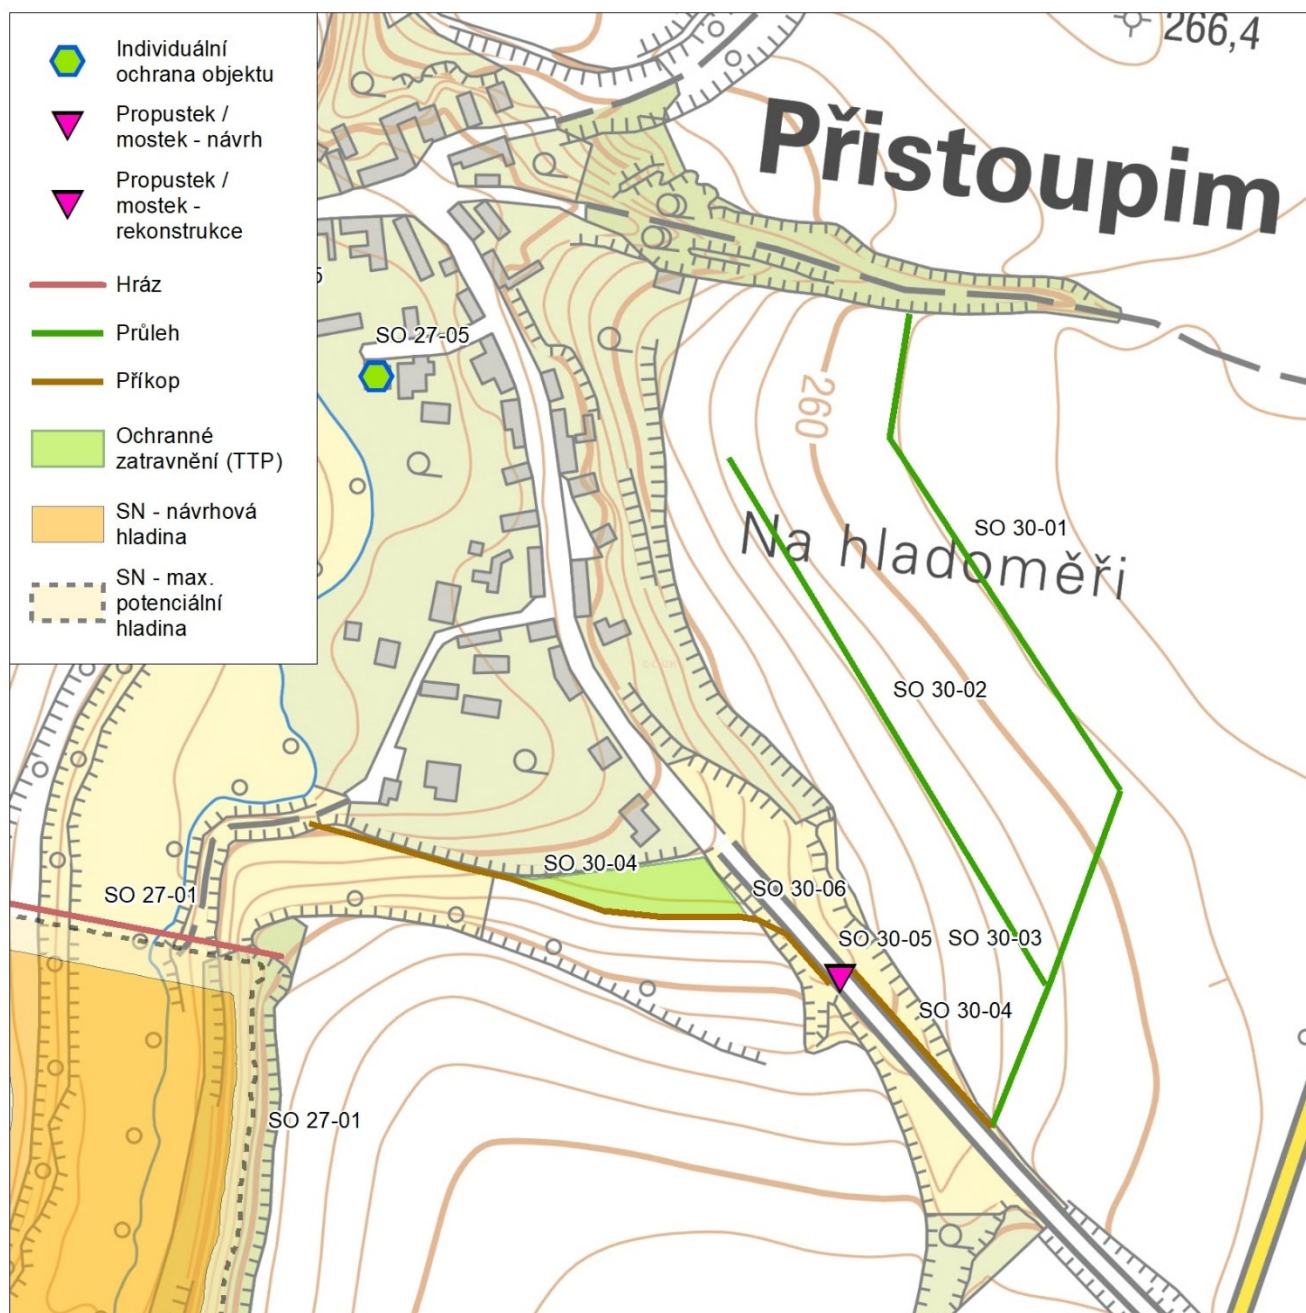 Individuální
ochrana objektu
Propustek /
mostek - návrh
Propustek /
mostek -
rekonstrukce
Hráz
Průleh
Příkop
Ochranné
zatravnění (TTP)
SN - návrhová
hladina
SN - max.
potenciální
hladina
266,4
Přistoupim
5
SO 27-05
260
Na hladoměři
SO 30-01
SO 30-02
SO 30-04
SO 30-06
SO 27-01
SO 30-05
SO 30-03
SO 30-04
SO 27-01